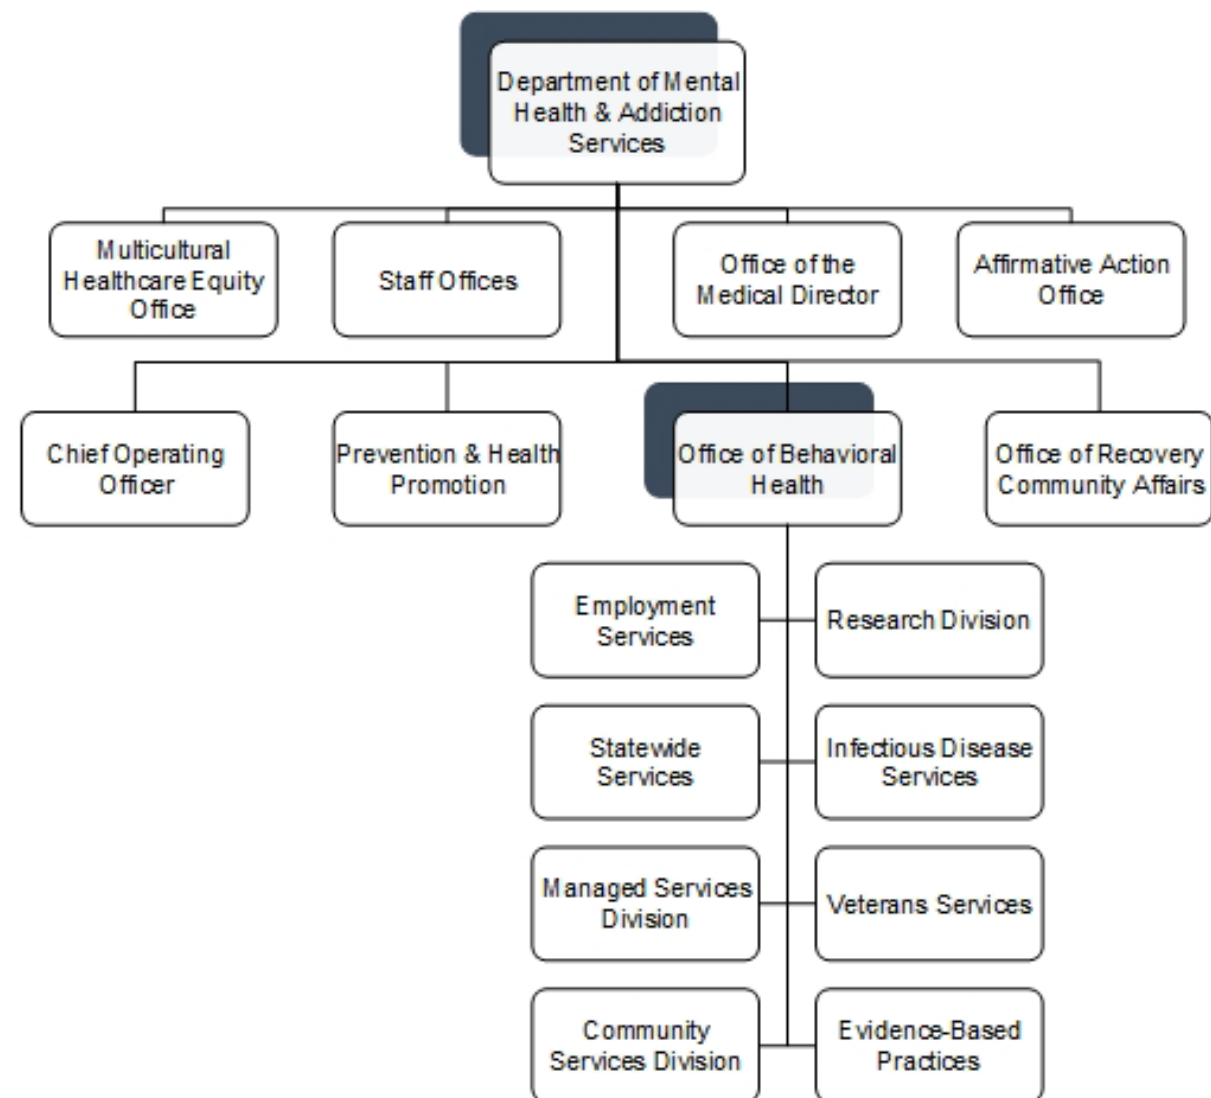 Department of Mental
Health & Addiction
Services
Multicultural
Healthcare Equity
Office
Staff Offices
Office of the
Medical Director
Affirmative Action
Office
Chief Operating
Officer
Prevention & Health
Promotion
Office of Behavioral
Health
Office of Recovery
Community Affairs
Employment
Services
Research Division
Statewide
Services
Infectious Disease
Services
Managed Services
Division
Veterans Services
Community
Services Division
Evidence-Based
Practices